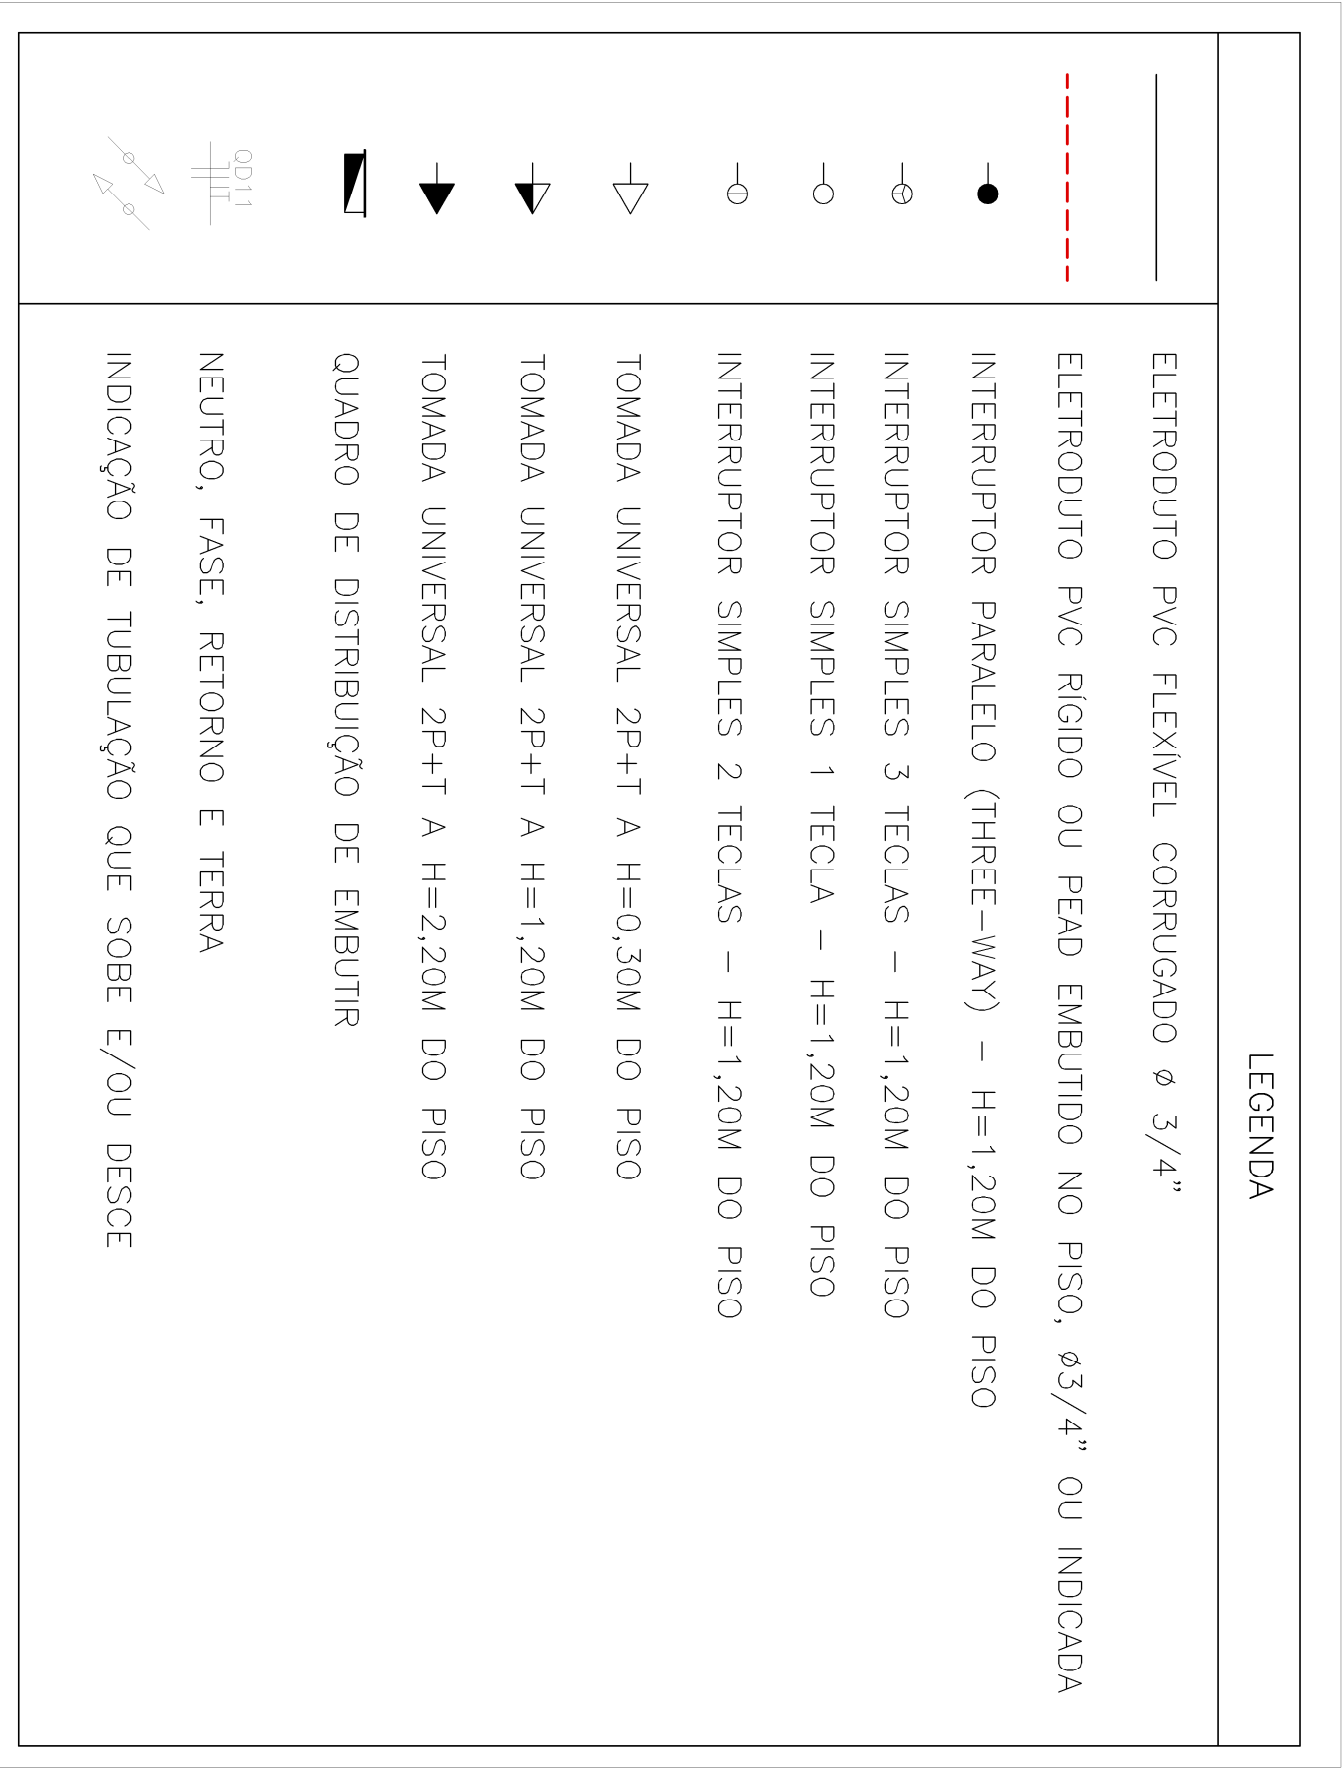 LEGENDA
ELETRODUTO PVC FLEXÍVEL CORRUGADO ø 3/4"
ELETRODUTO PVC RÍGIDO OU PEAD EMBUTIDO NO PISO, ø3/4" OU INDICADA
INTERRUPTOR PARALELO (THREE-WAY) - H=1,20M DO PISO
INTERRUPTOR SIMPLES 3 TECLAS - H=1,20M DO PISO
INTERRUPTOR SIMPLES 1 TECLA - H=1,20M DO PISO
INTERRUPTOR SIMPLES 2 TECLAS - H=1,20M DO PISO
TOMADA UNIVERSAL 2P+T A H=0,30M DO PISO
TOMADA UNIVERSAL 2P+T A H=1,20M DO PISO
TOMADA UNIVERSAL 2P+T A H=2,20M DO PISO
QUADRO DE DISTRIBUIÇÃO DE EMBUTIR
QD11
NEUTRO, FASE, RETORNO E TERRA
INDICAÇÃO DE TUBULAÇÃO QUE SOBE E/OU DESCE